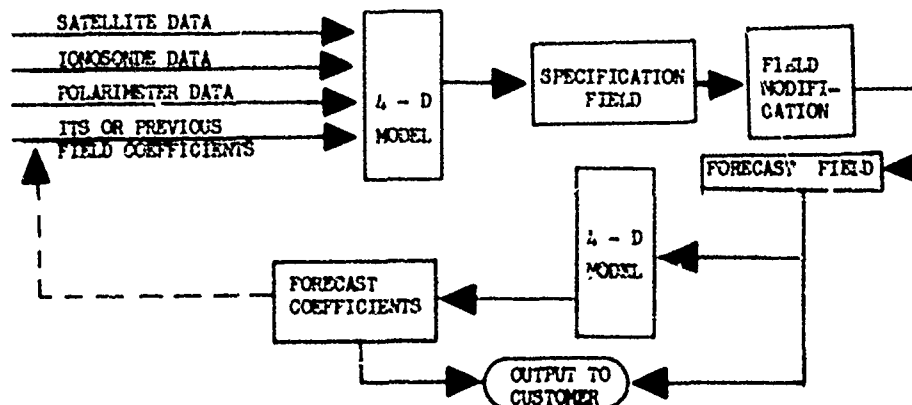 SATELLITE DATA
IONOSONDE DATA
POLARIMETER DATA
ITS OR PREVIOUS
FIELD COEFFICIENTS
4 - D
MODEL
SPECIFICATION
FIELD
FIELD
MODIFI-
CATION
FORECAST FIELD
4 - D
MODEL
FORECAST
COEFFICIENTS
OUTPUT TO
CUSTOMER